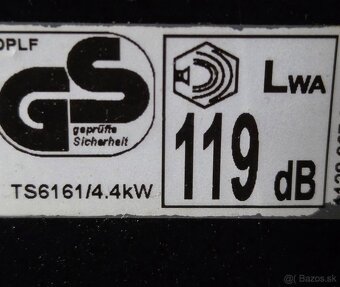 DPLF
GS
geprüfte
Sicherheit
TS6161/4.4kW
LWA
119 dB
© Bazos.sk